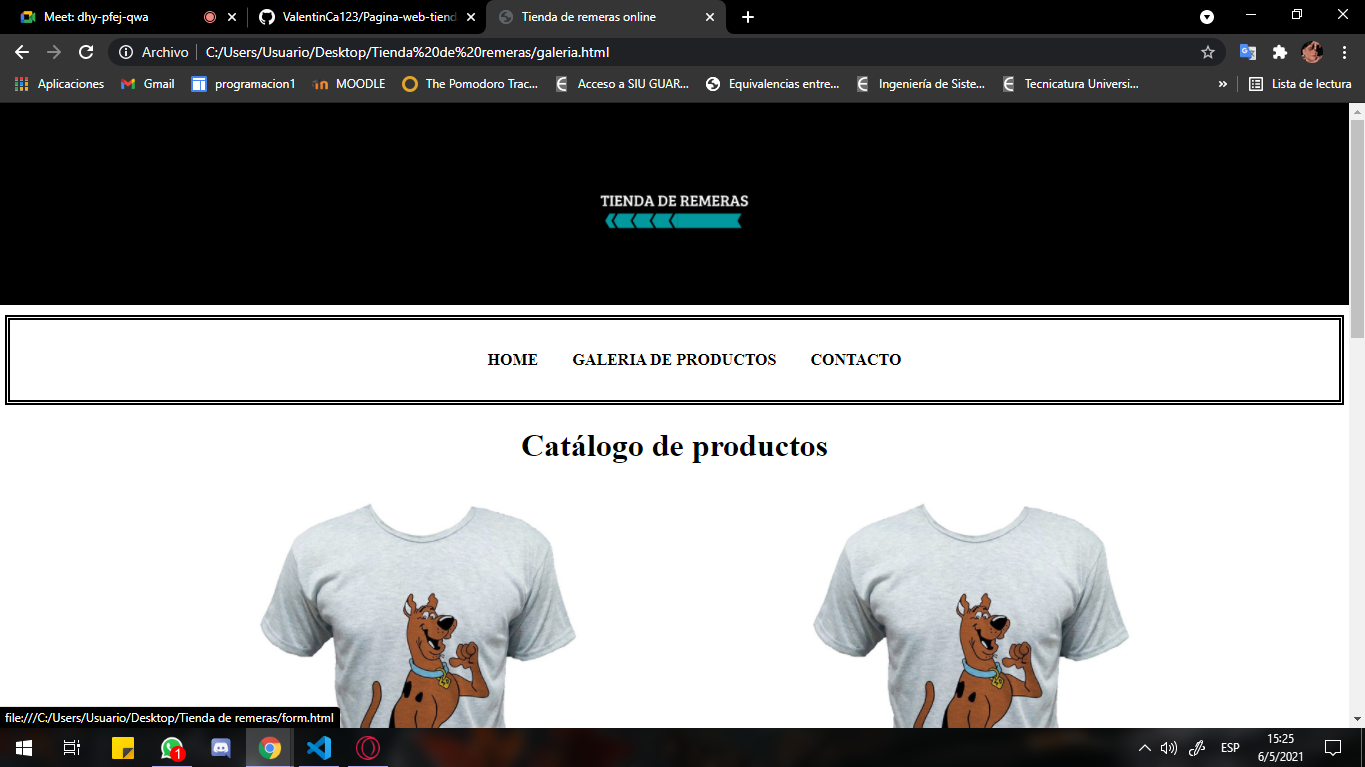 Meet: dhy-pfej-qwa
ValentinCa123/Pagina-web-tiend
Tienda de remeras online
Archivo
C:/Users/Usuario/Desktop/Tienda%20de%20remeras/galeria.html
Aplicaciones
Gmail
programacion1
MOODLE
The Pomodoro Trac...
Acceso a SIU GUAR...
Equivalencias entre...
Ingeniería de Siste...
Tecnicatura Universi...
»
Lista de lectura
TIENDA DE REMERAS
HOME
GALERIA DE PRODUCTOS
CONTACTO
Catálogo de productos
file:///C:/Users/Usuario/Desktop/Tienda de remeras/form.html
1
ESP
15:25
6/5/2021